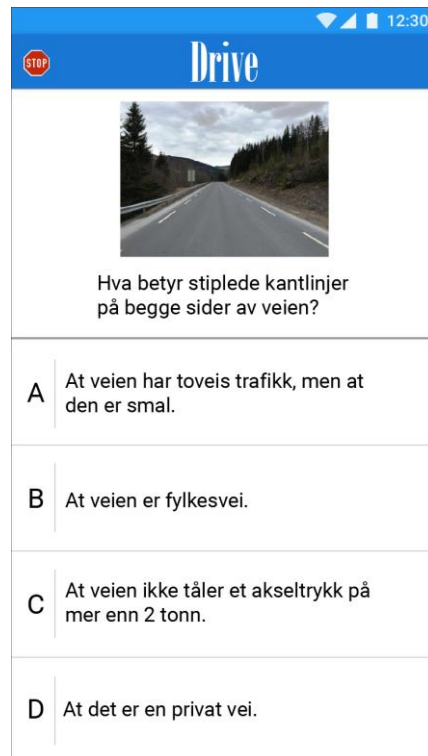 12:30
STOP
Drive
Hva betyr stiplede kantlinjer
på begge sider av veien?
A
At veien har toveis trafikk, men at
den er smal.
B
At veien er fylkesvei.
C
At veien ikke tåler et akseltrykk på
mer enn 2 tonn.
D
At det er en privat vei.